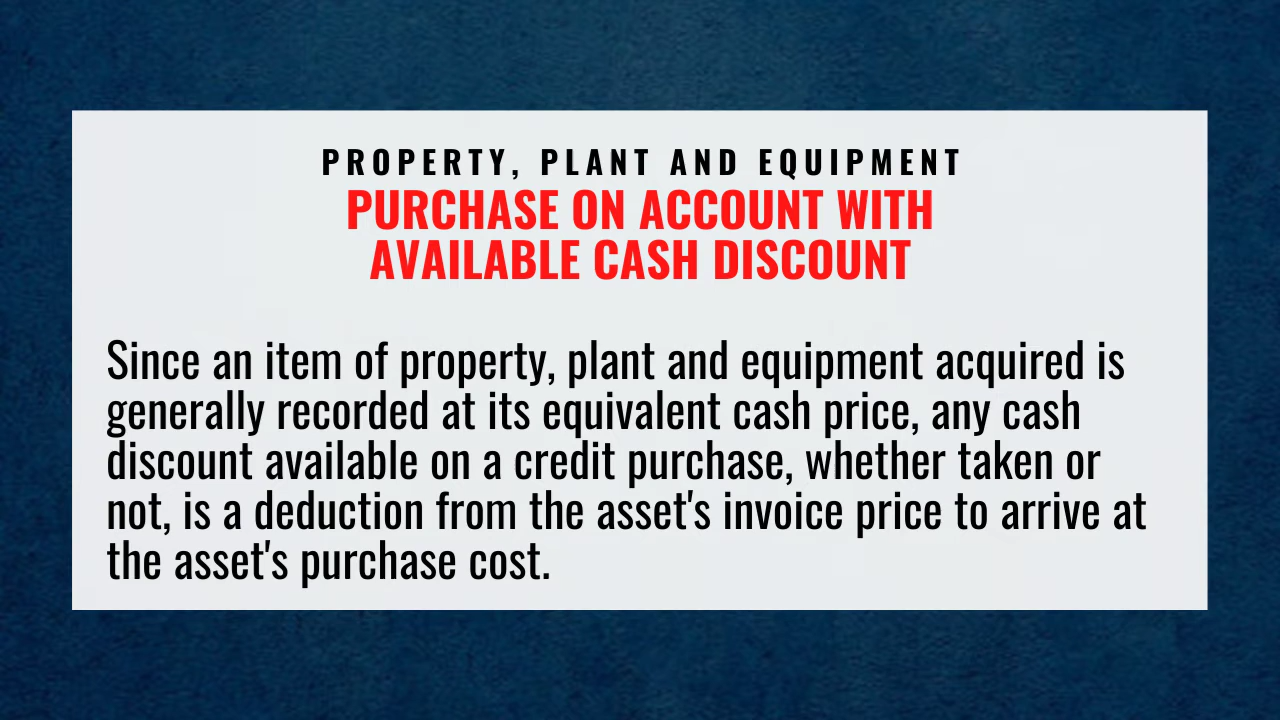 PROPERTY, PLANT AND EQUIPMENT
PURCHASE ON ACCOUNT WITH
AVAILABLE CASH DISCOUNT
Since an item of property, plant and equipment acquired is
generally recorded at its equivalent cash price, any cash
discount available on a credit purchase, whether taken or
not, is a deduction from the asset's invoice price to arrive at
the asset's purchase cost.